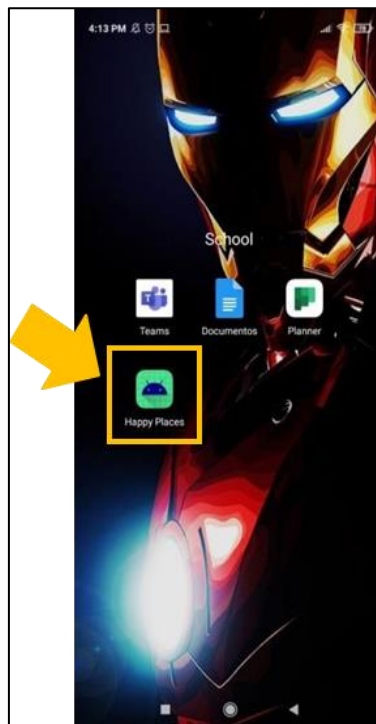 4:13 PM
School
Teams
Documentos
Planner
Happy Places